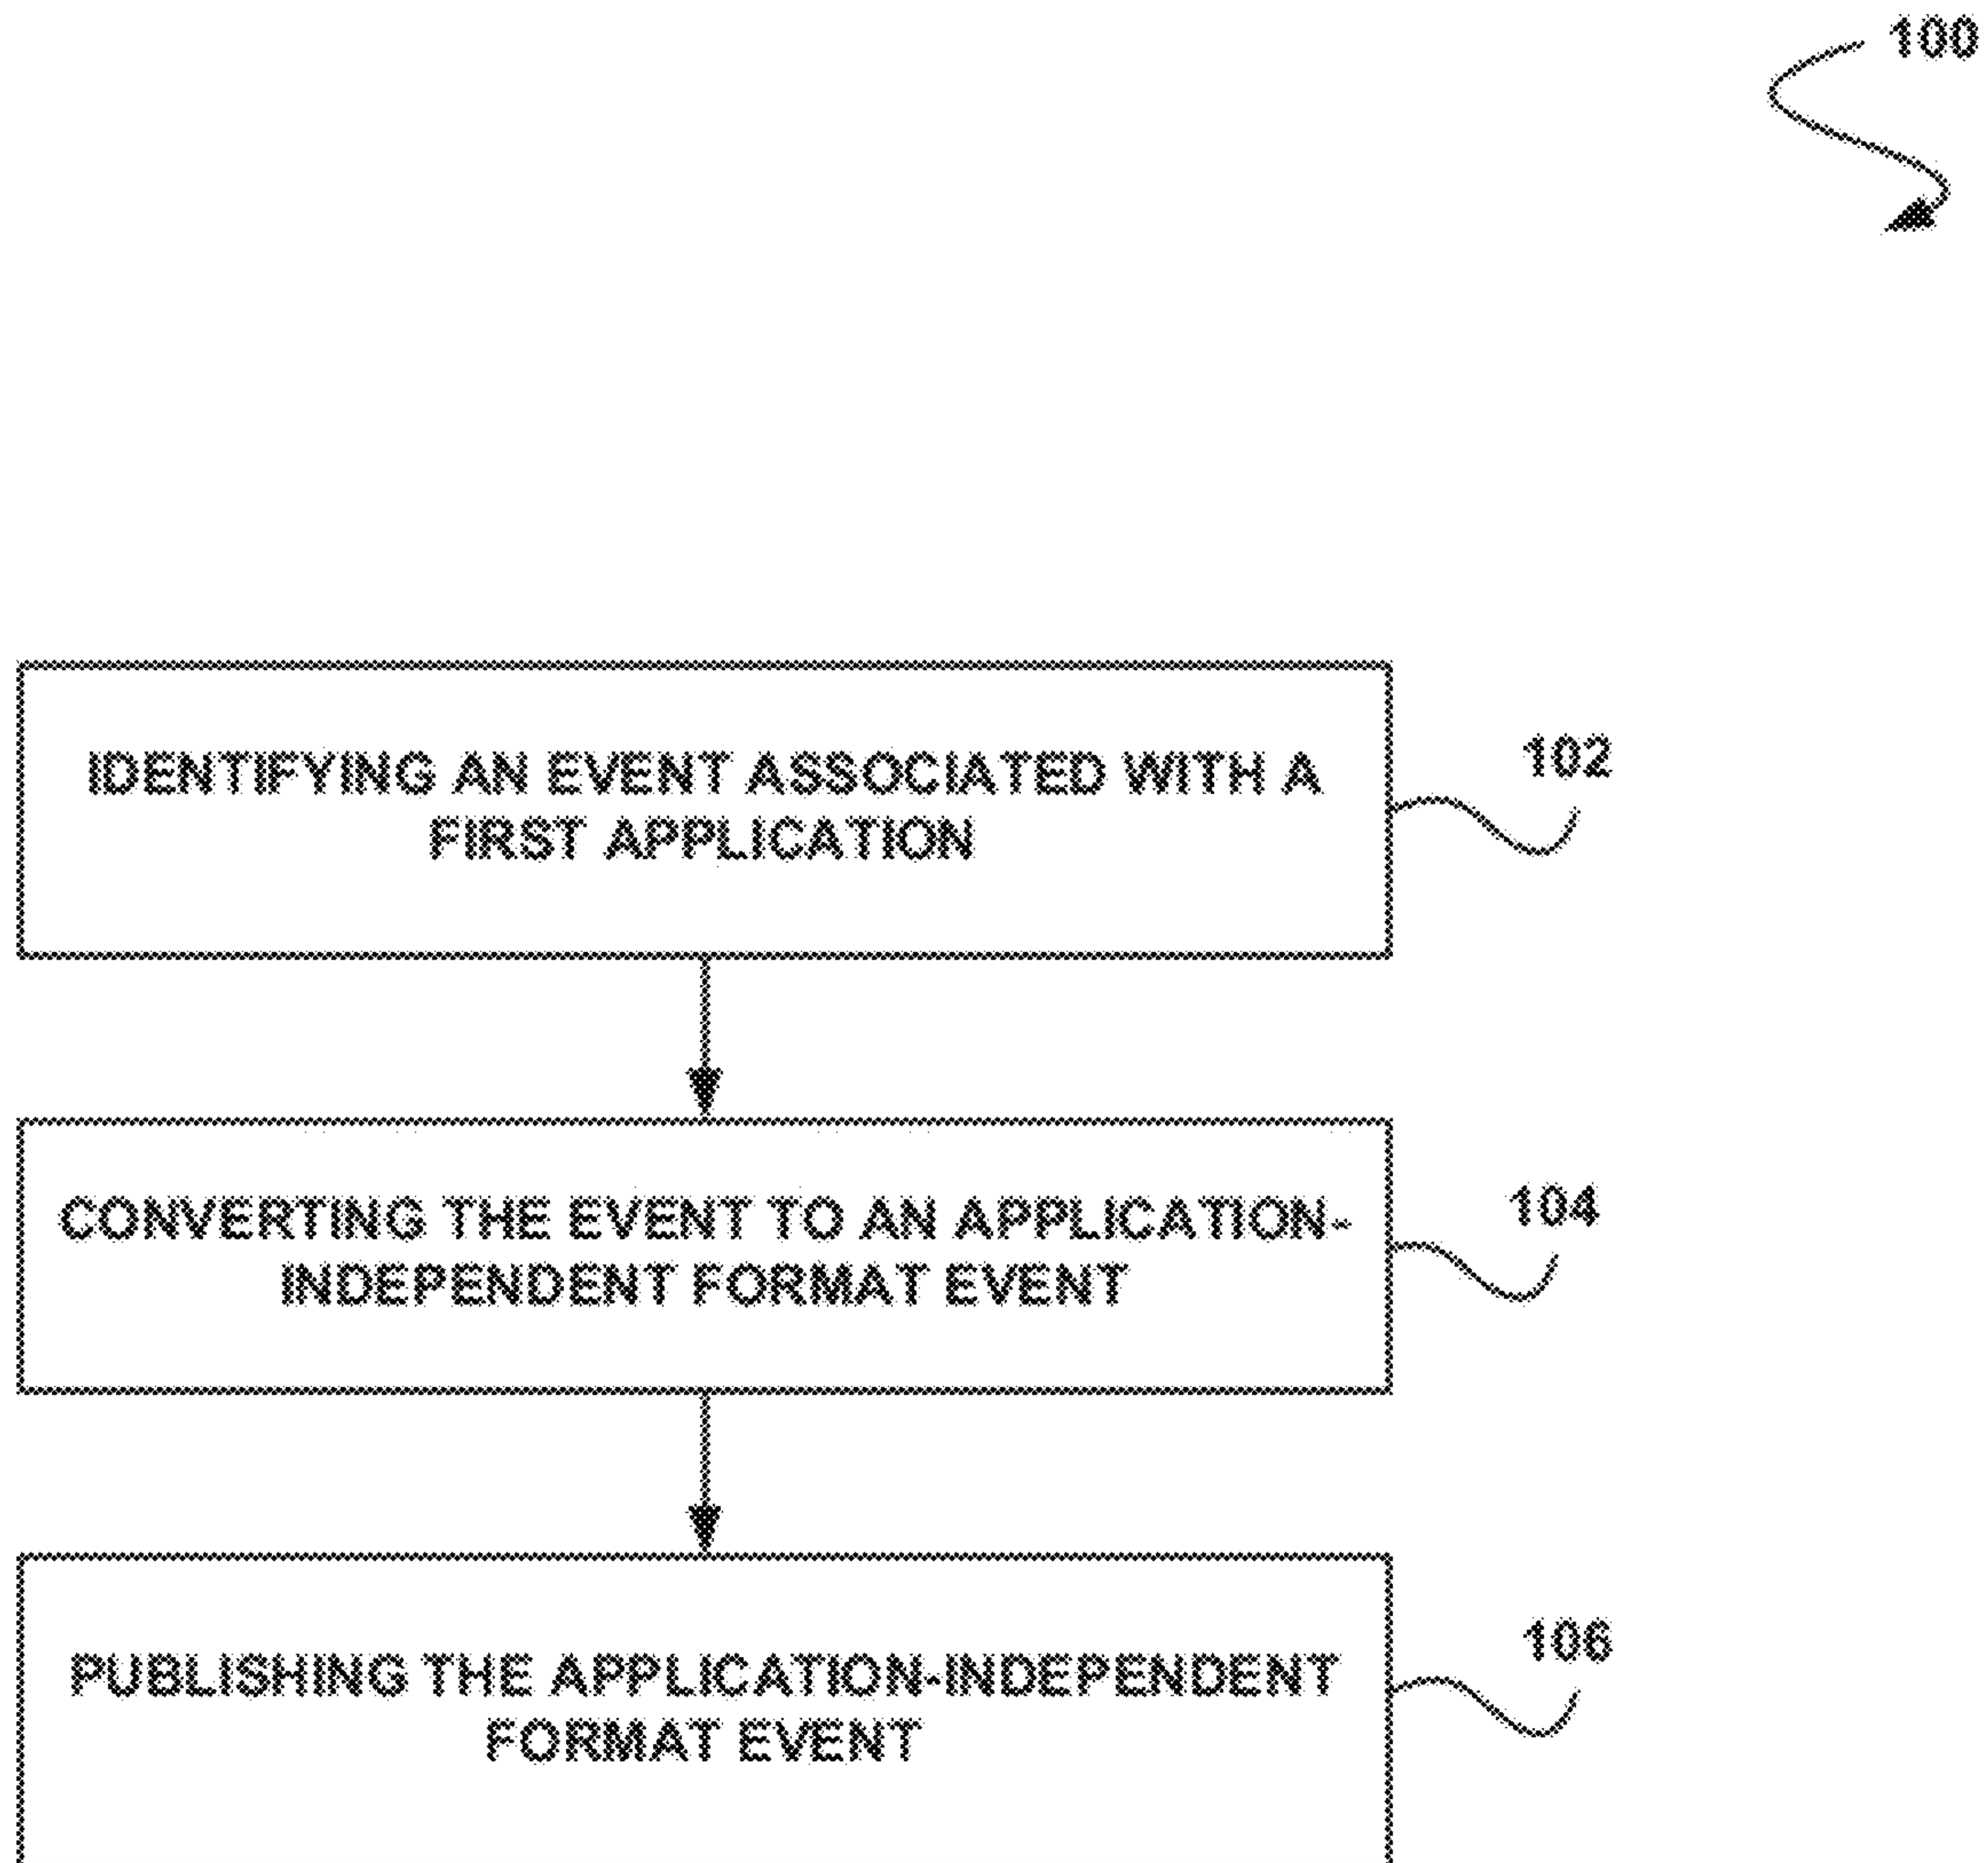 100
IDENTIFYING AN EVENT ASSOCIATED WITH A
FIRST APPLICATION
102
CONVERTING THE EVENT TO AN APPLICATION-
INDEPENDENT FORMAT EVENT
104
PUBLISHING THE APPLICATION-INDEPENDENT
FORMAT EVENT
106